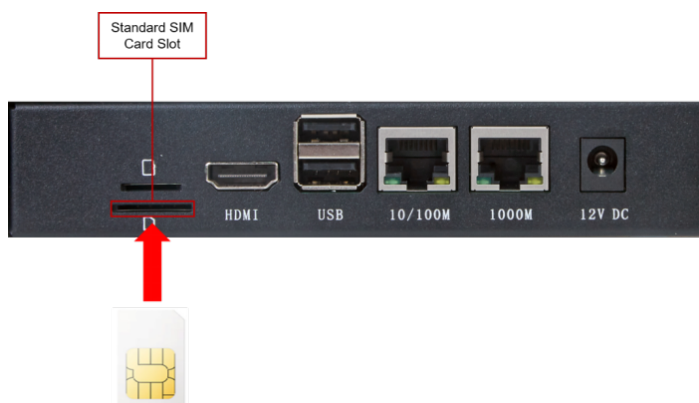 Standard SIM
Card Slot
HDMI
USB
10/100M
1000M
12V DC